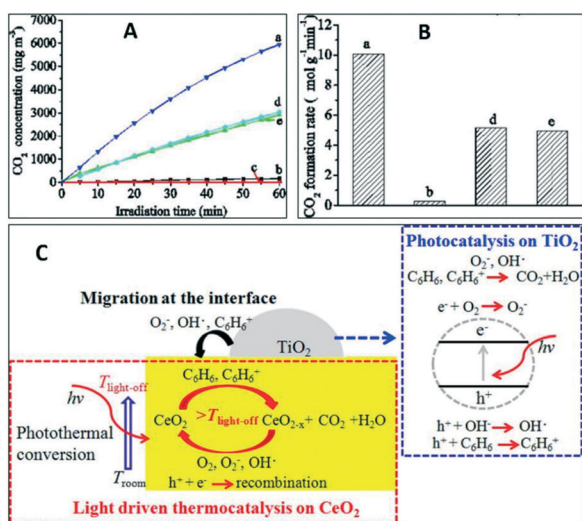 A
CO2 concentration (mg m-3)
6000
5000
4000
3000
2000
1000
0
0 10 20 30 40 50 60
Irradiation time (min)
a
d
e
c
b
B
CO2 formation rate ( mol g-1min-1)
12
10
8
6
4
2
0
a
b
d
e
C
Migration at the interface
O2-, OH·, C6H6+
TiO2
C6H6, C6H6+
Tlight-off
hv
CeO2 >Tlight-off CeO2-x+ CO2 +H2O
Photothermal
conversion
Troom
O2, O2-, OH·
h+ + e- recombination
Light driven thermocatalysis on CeO2
Photocatalysis on TiO2
O2-, OH·
C6H6, C6H6+ CO2+H2O
e-+ O2 O2-
e-
hv
h+
h++ OH- OH·
h++ C6H6 C6H6+